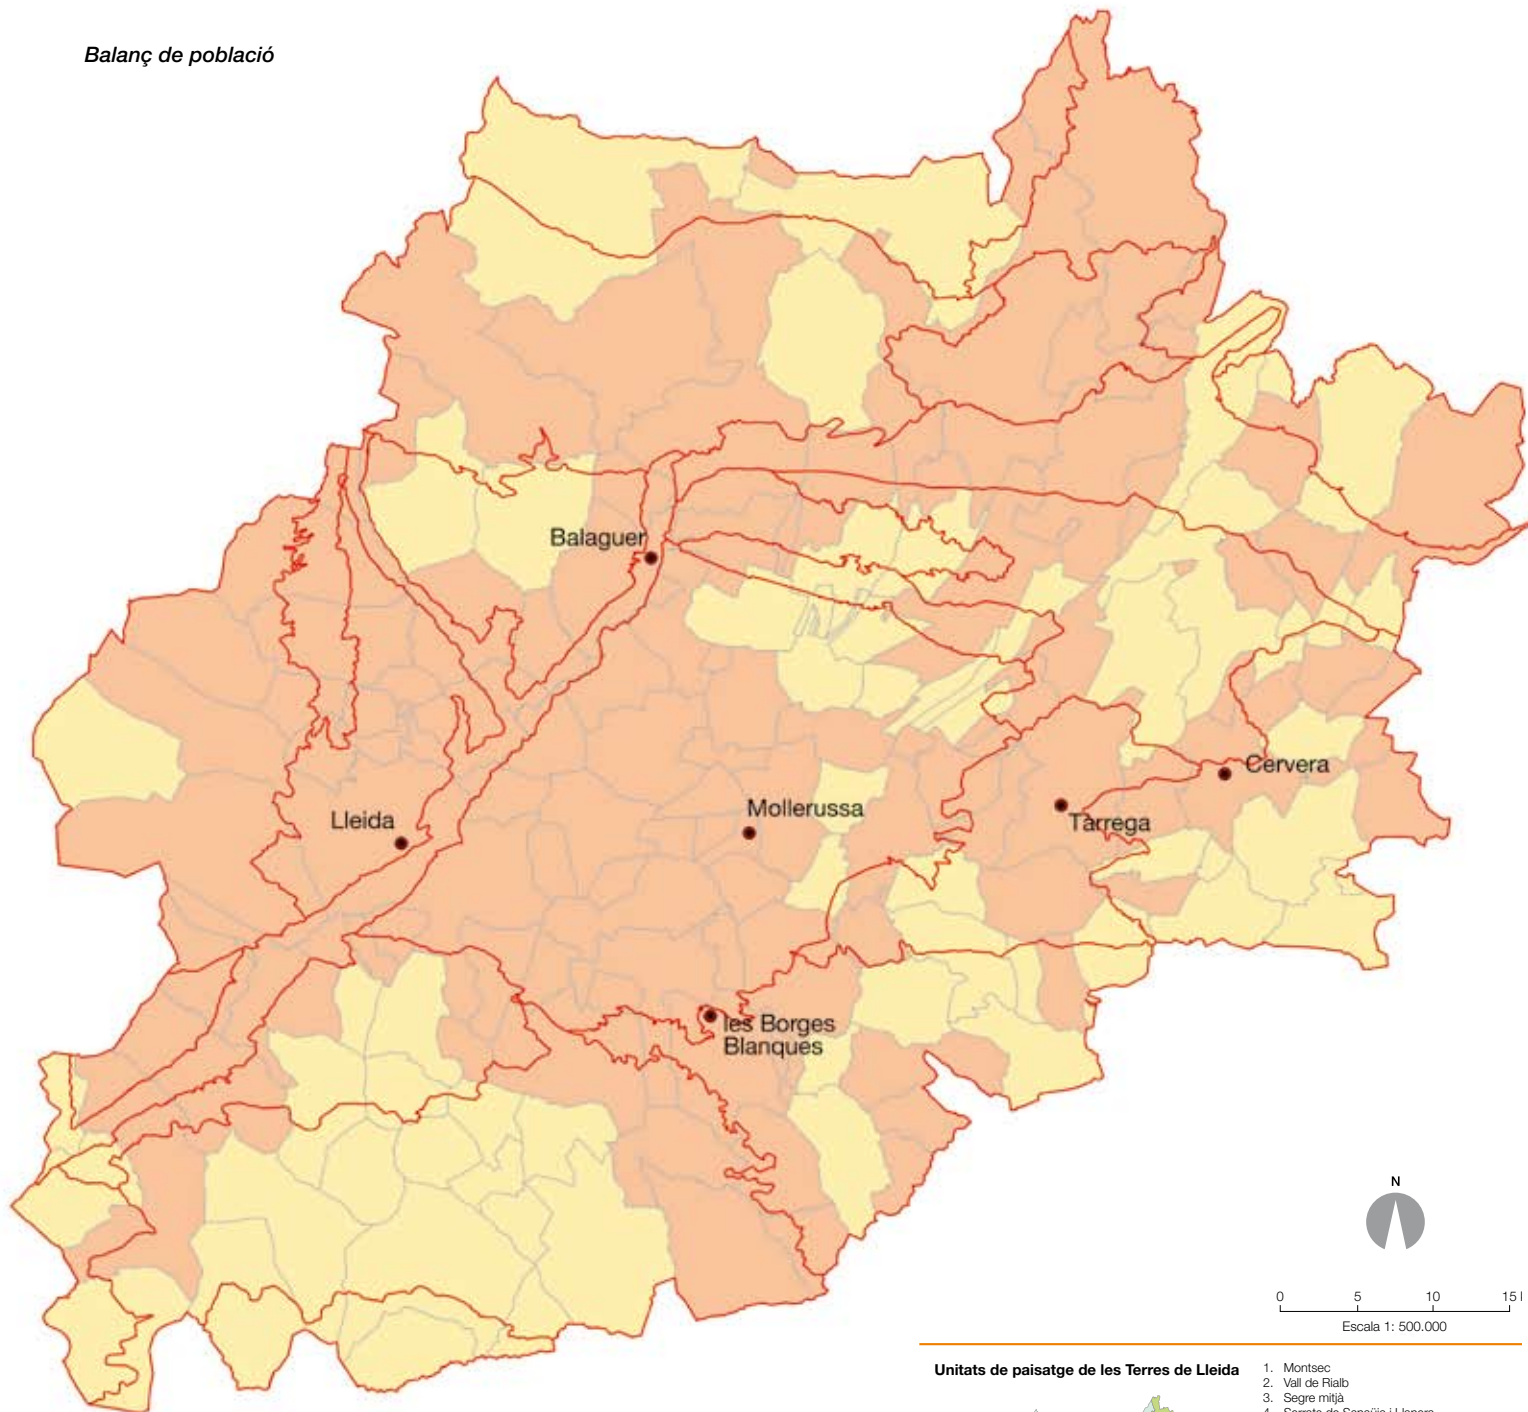 Balanç de població
Balaguer
Cervera
Mollerussa
Lleida
Tàrrega
les Borges
Blanques
N
0 5 10 15
Escala 1: 500.000
Unitats de paisatge de les Terres de Lleida
1. Montsec
2. Vall de Rialb
3. Segre mitjà